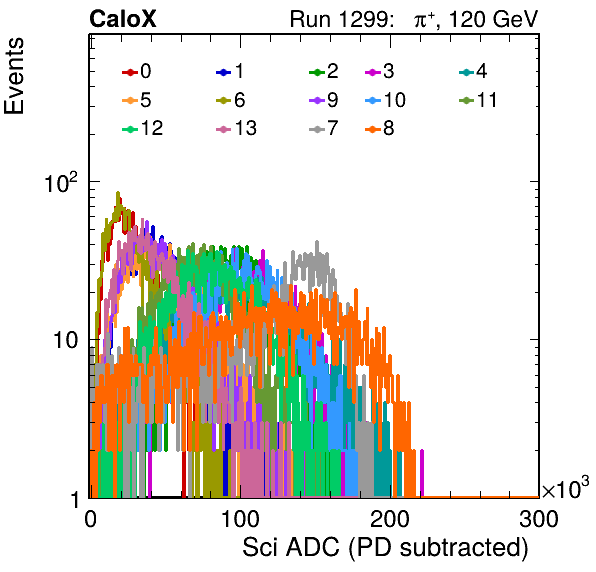 CaloX Run 1299: π⁺, 120 GeV
Events
0 1 2 3 4
5 6 9 10 11
12 13 7 8
10²
10
1
0 100 200 300
×10³
Sci ADC (PD subtracted)